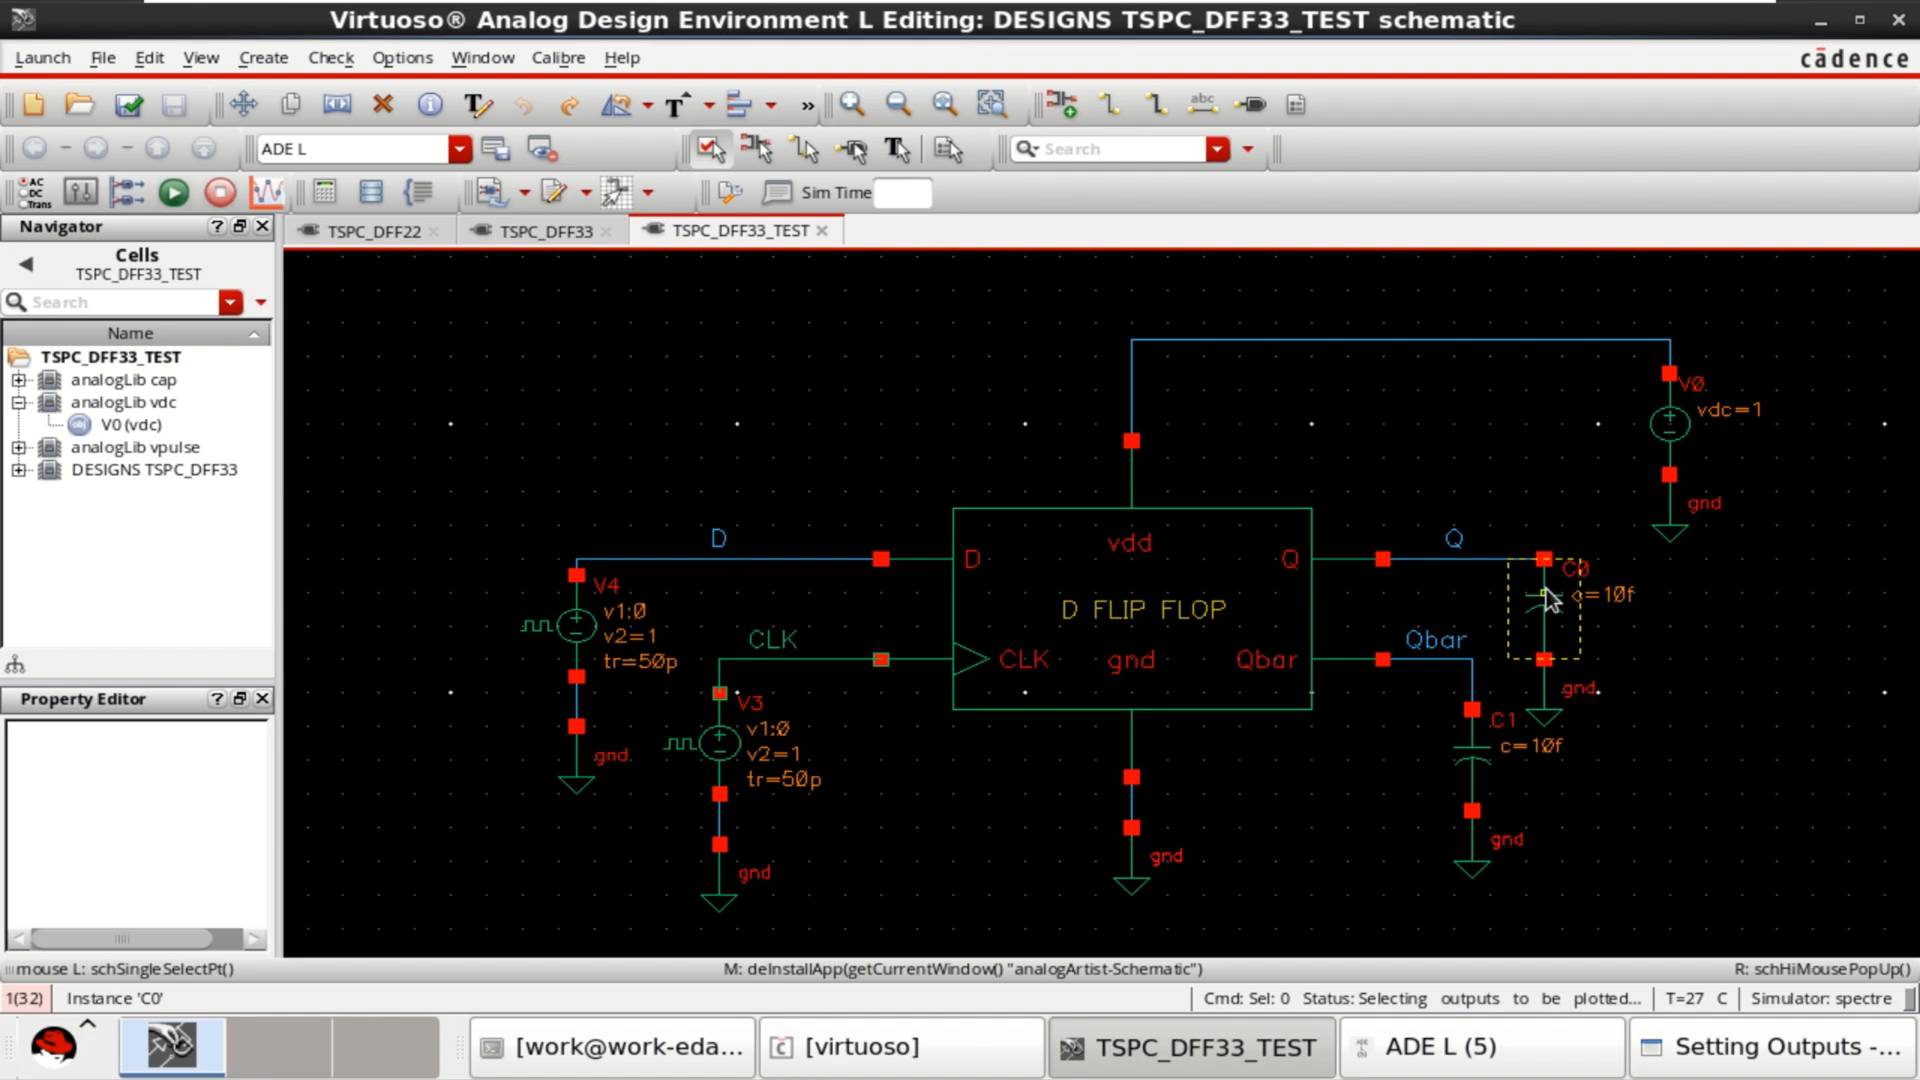 Virtuoso® Analog Design Environment L Editing: DESIGNS TSPC_DFF33_TEST schematic
Launch File Edit View Create Check Options Window Calibre Help
cādence
abc
ADE L
Search
AC
DC
Trans
Sim Time
Navigator
TSPC_DFF22
TSPC_DFF33
TSPC_DFF33_TEST
Cells
TSPC_DFF33_TEST
Search
Name
TSPC_DFF33_TEST
analogLib cap
analogLib vdc
V0 (vdc)
analogLib vpulse
DESIGNS TSPC_DFF33
Property Editor
V0
vdc=1
gnd
D
V4
v1:0
v2=1
tr=50p
gnd
CLK
V3
v1:0
v2=1
tr=50p
gnd
vdd
D
Q
D FLIP FLOP
CLK
gnd
Qbar
gnd
Q
C0
c=10f
gnd
Qbar
C1
c=10f
gnd
mouse L: schSingleSelectPt()
M: deInstallApp(getCurrentWindow() "analogArtist-Schematic")
R: schHiMousePopUp()
1(32)
Instance 'C0'
Cmd: Sel: 0 Status: Selecting outputs to be plotted...
T=27 C
Simulator: spectre
[work@work-eda...
[virtuoso]
TSPC_DFF33_TEST
ADE L (5)
Setting Outputs -...